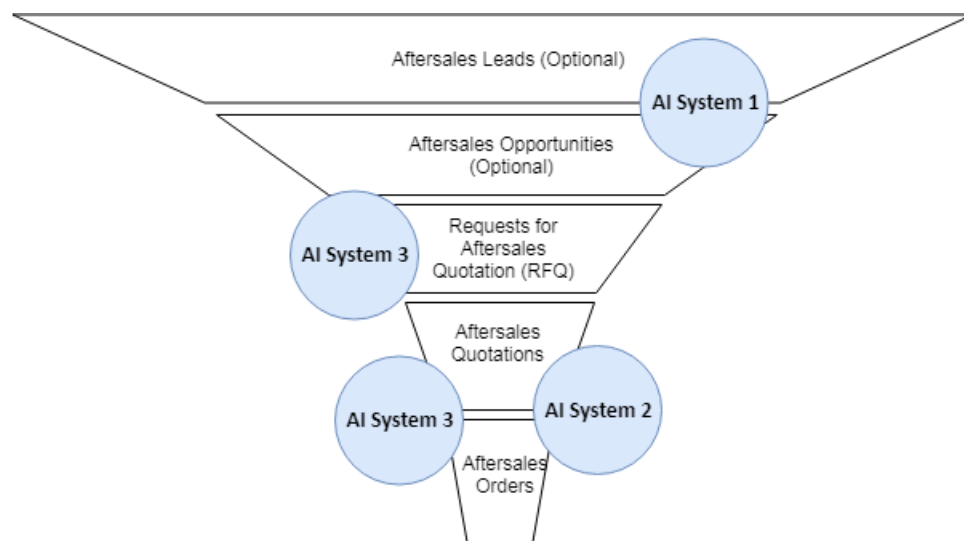 Aftersales Leads (Optional)
AI System 1
Aftersales Opportunities
(Optional)
Requests for
Aftersales
Quotation (RFQ)
AI System 3
Aftersales
Quotations
AI System 3
AI System 2
Aftersales
Orders